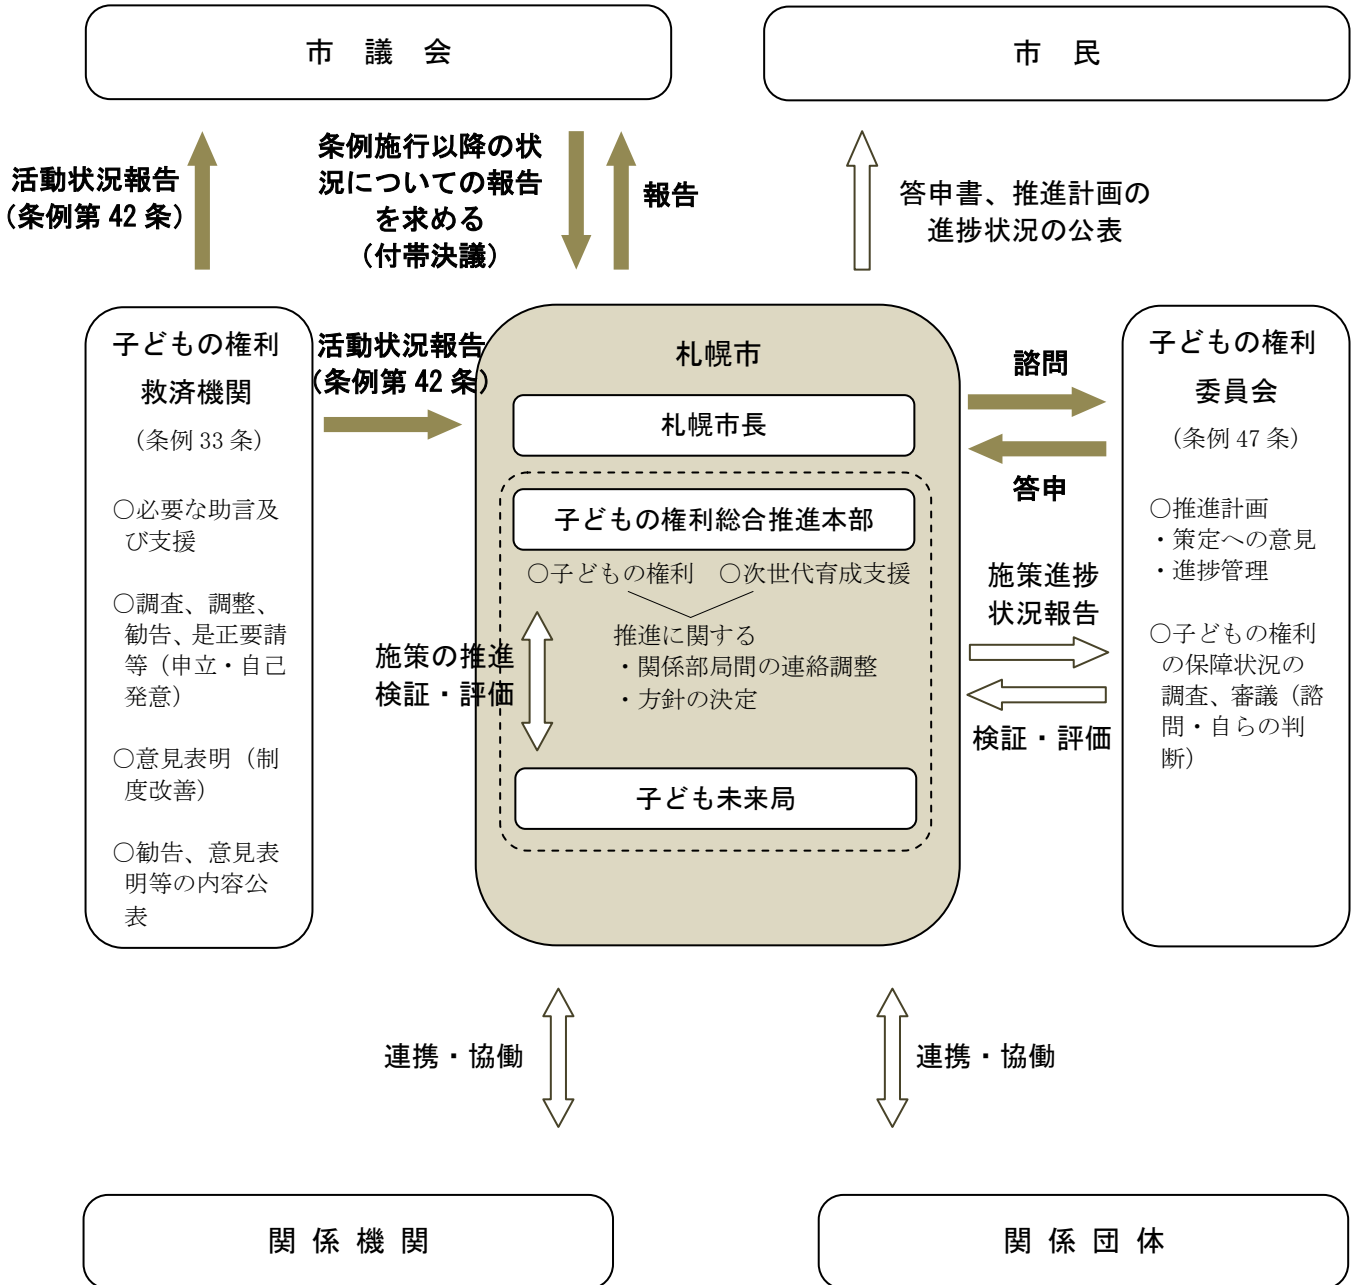 市　議　会
市　民
活動状況報告
（条例第 42 条）
条例施行以降の状
況についての報告
を求める
（付帯決議）
報告
答申書、推進計画の
進捗状況の公表
子どもの権利
救済機関
（条例 33 条）
○必要な助言及
び支援
○調査、調整、
勧告、是正要請
等（申立・自己
発意）
○意見表明（制
度改善）
○勧告、意見表
明等の内容公
表
活動状況報告
（条例第 42 条）
札幌市
札幌市長
子どもの権利総合推進本部
○子どもの権利　○次世代育成支援
推進に関する
・関係部局間の連絡調整
・方針の決定
施策の推進
検証・評価
子ども未来局
諮問
答申
施策進捗
状況報告
検証・評価
子どもの権利
委員会
（条例 47 条）
○推進計画
・策定への意見
・進捗管理
○子どもの権利
の保障状況の
調査、審議（諮
問・自らの判
断）
連携・協働
連携・協働
関 係 機 関
関 係 団 体